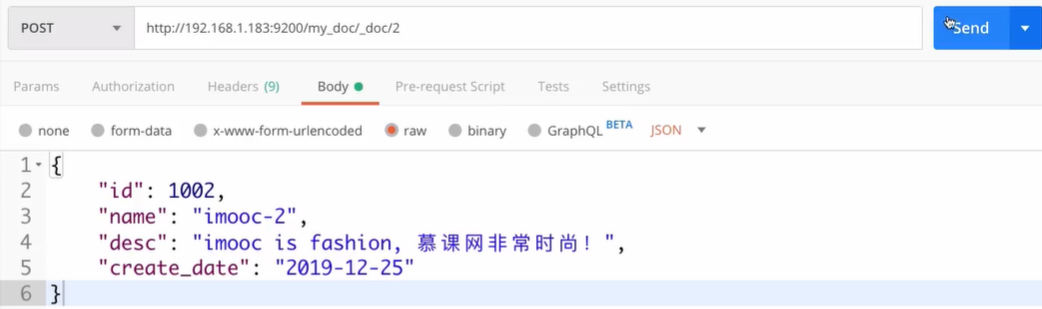 POST http://192.168.1.183:9200/my_doc/_doc/2 Send
Params Authorization Headers (9) Body Pre-request Script Tests Settings
none form-data x-www-form-urlencoded raw binary GraphQL BETA JSON
1 {
2 "id": 1002,
3 "name": "imooc-2",
4 "desc": "imooc is fashion, 慕课网非常时尚！",
5 "create_date": "2019-12-25"
6 }